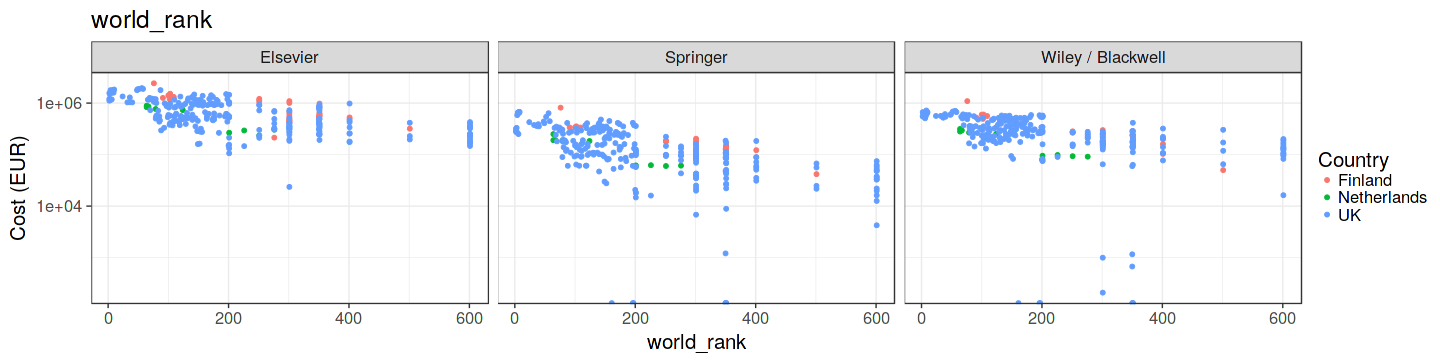 world_rank
Elsevier
Springer
Wiley / Blackwell
Cost (EUR)
1e+06
1e+04
0 200 400 600
0 200 400 600
0 200 400 600
world_rank
Country
Finland
Netherlands
UK